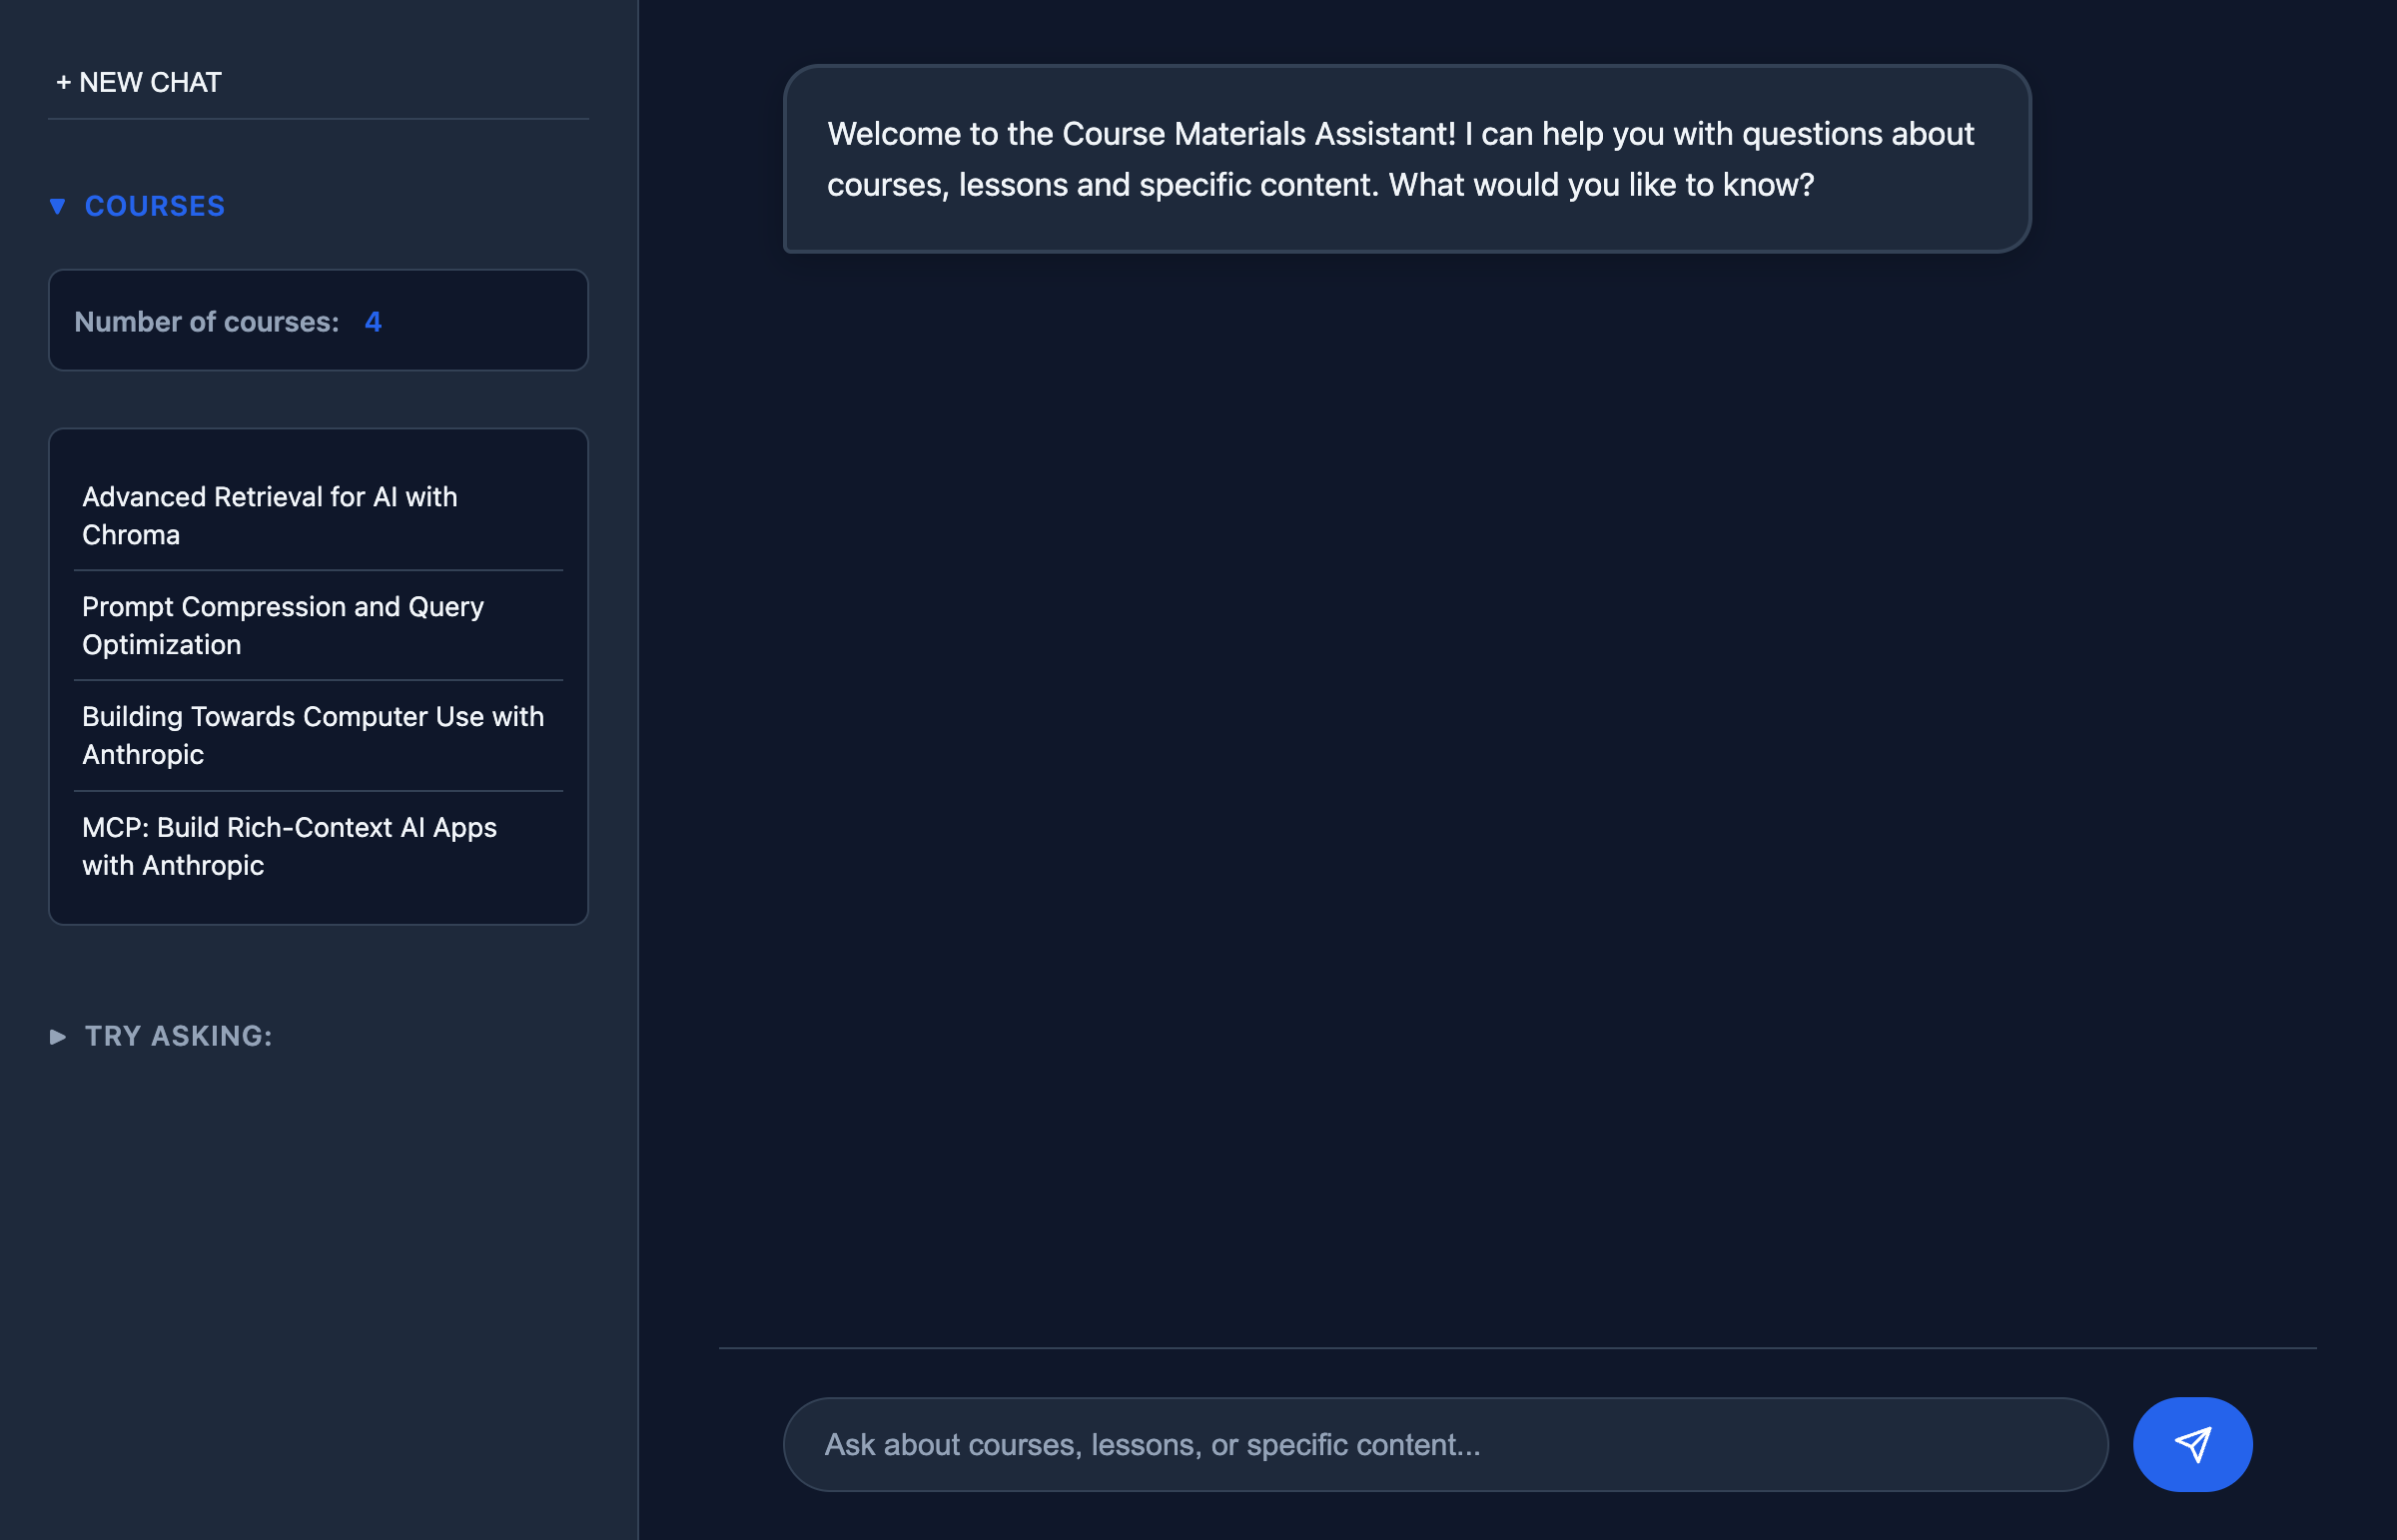 + NEW CHAT
COURSES
Number of courses: 4
Advanced Retrieval for AI with
Chroma
Prompt Compression and Query
Optimization
Building Towards Computer Use with
Anthropic
MCP: Build Rich-Context AI Apps
with Anthropic
TRY ASKING:
Welcome to the Course Materials Assistant! I can help you with questions about
courses, lessons and specific content. What would you like to know?
Ask about courses, lessons, or specific content...